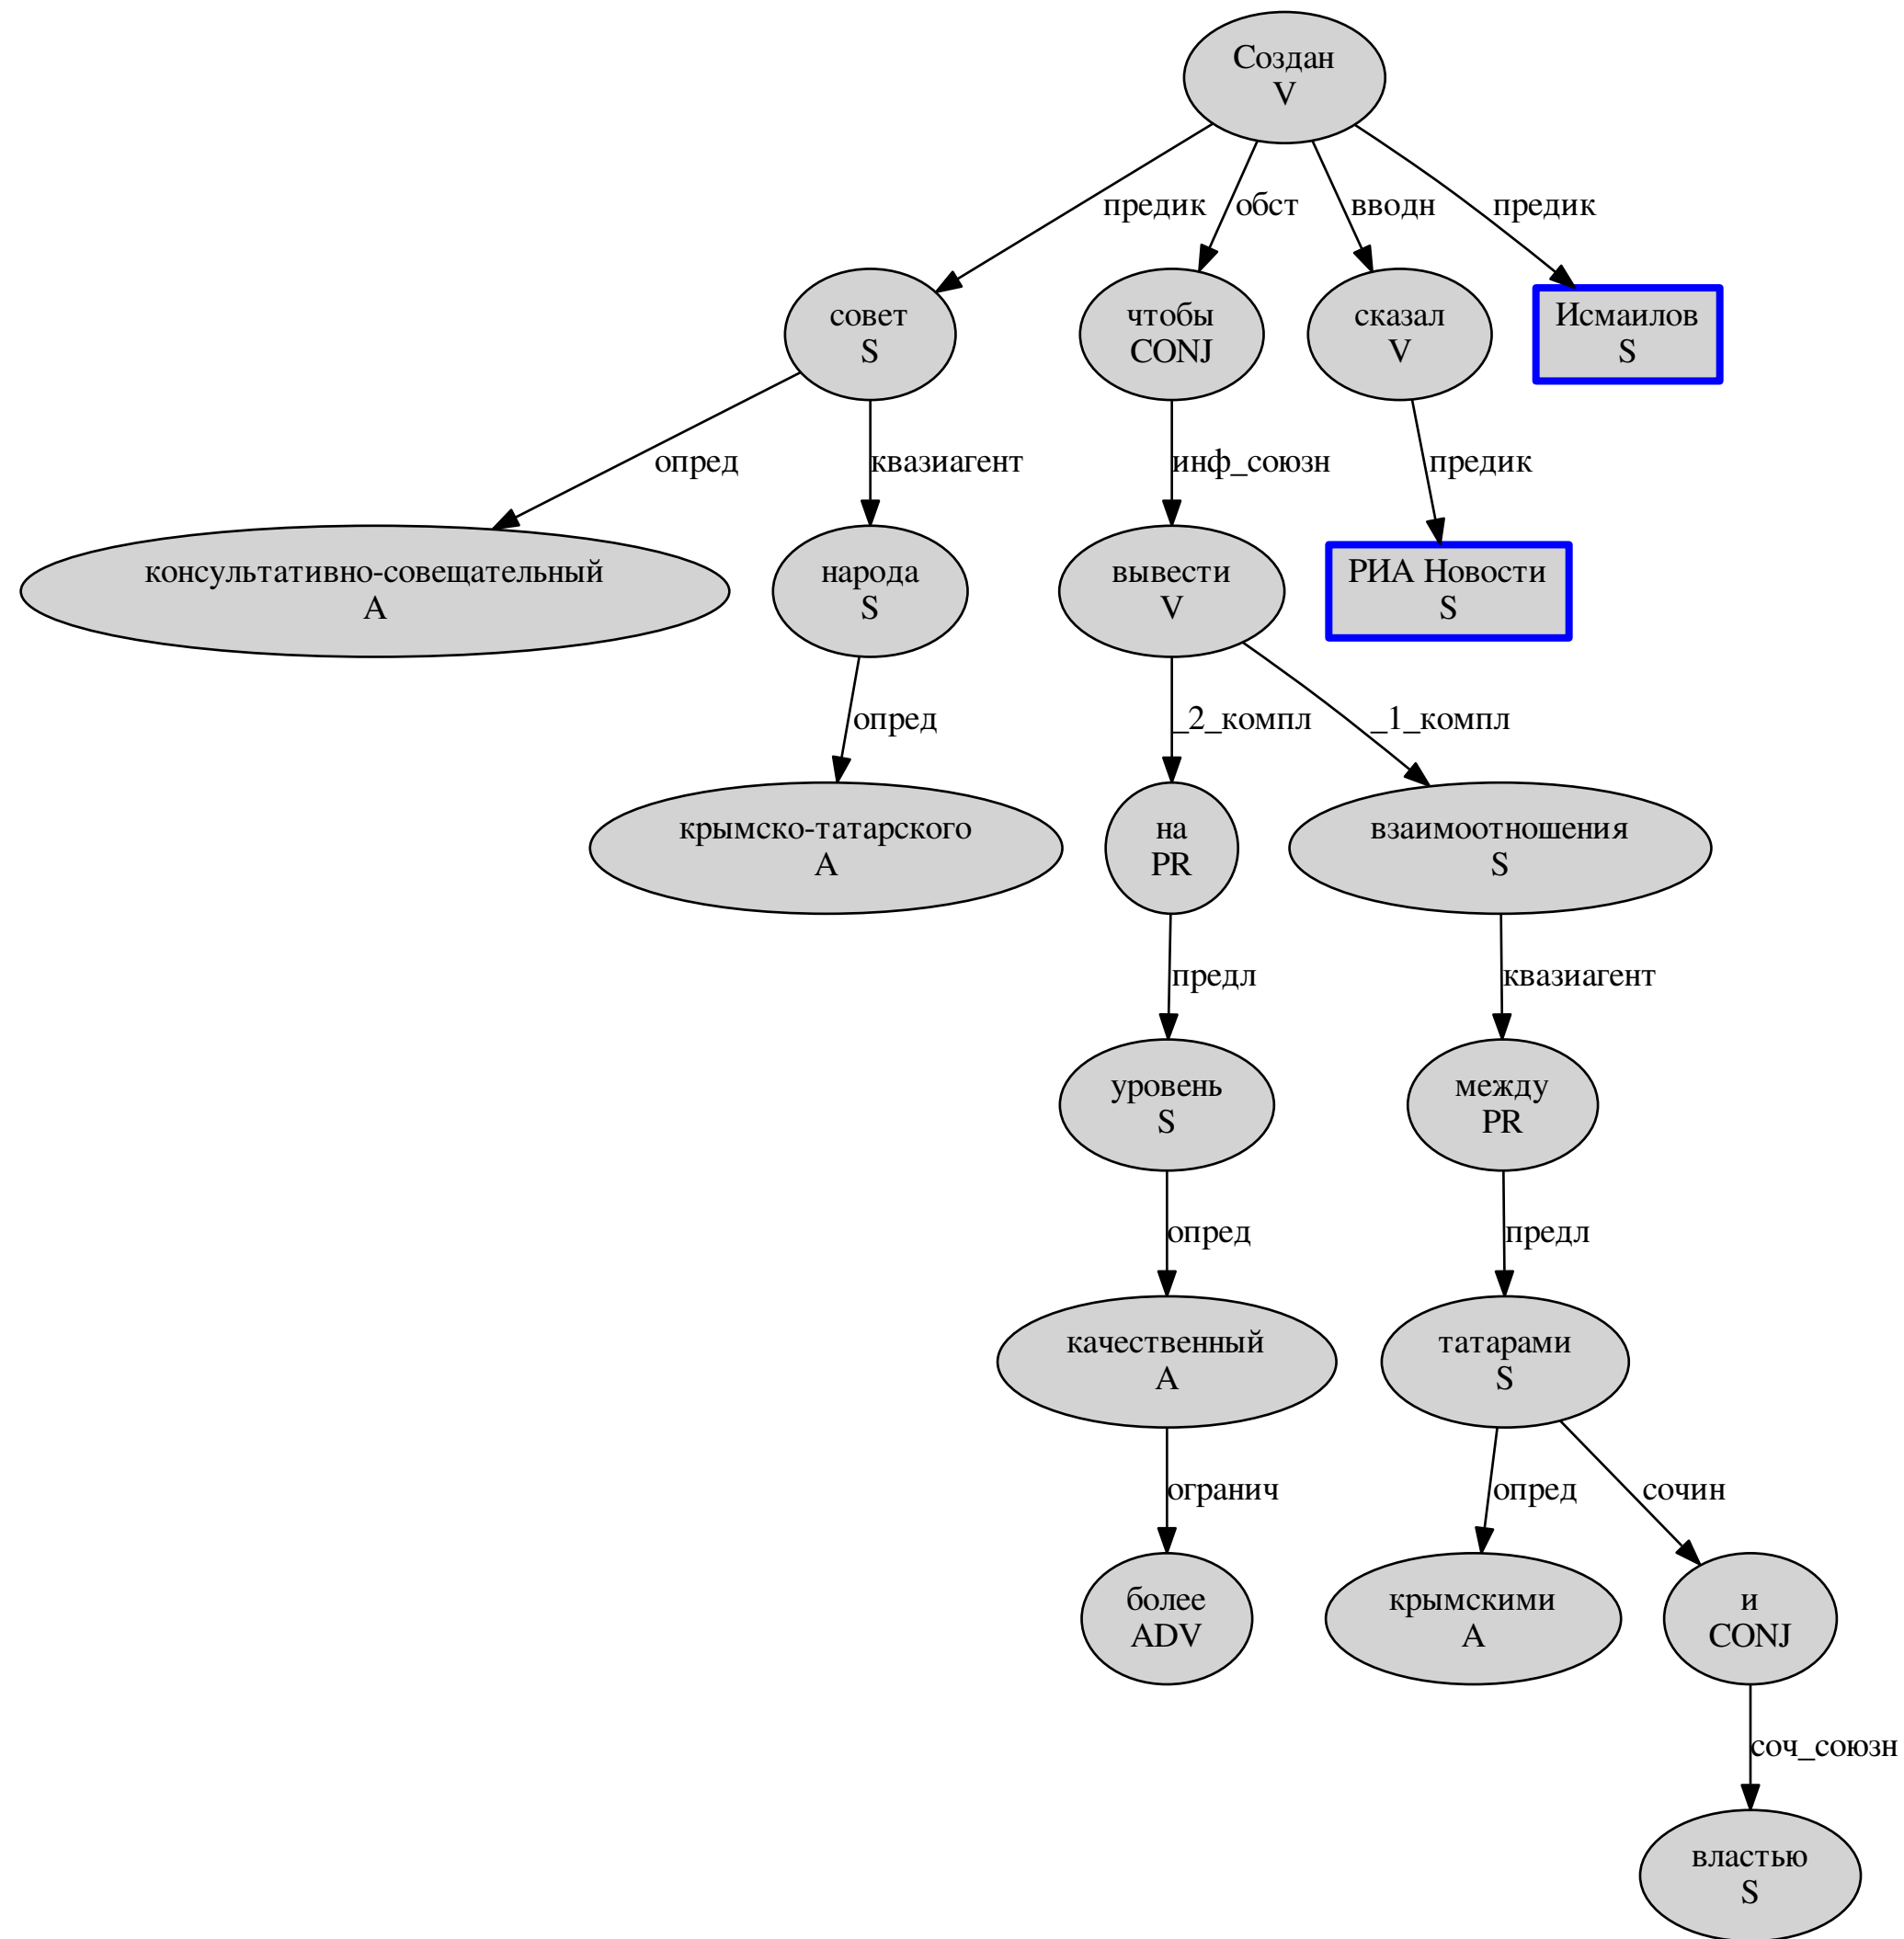 Создан
V
предик
обст
вводн
предик
совет
S
чтобы
CONJ
сказал
V
Исмаилов
S
опред
квазиагент
инф_союзн
предик
консультативно-совещательный
A
народа
S
вывести
V
РИА Новости
S
опред
_2_компл
_1_компл
крымско-татарского
A
на
PR
взаимоотношения
S
предл
квазиагент
уровень
S
между
PR
опред
предл
качественный
A
татарами
S
огранич
опред
сочин
более
ADV
крымскими
A
и
CONJ
соч_союзн
властью
S